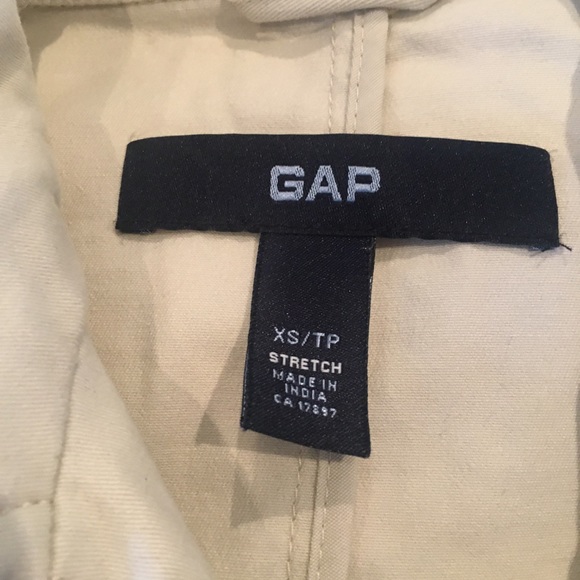 GAP
XS/TP
STRETCH
MADE IN
INDIA
CA 17897